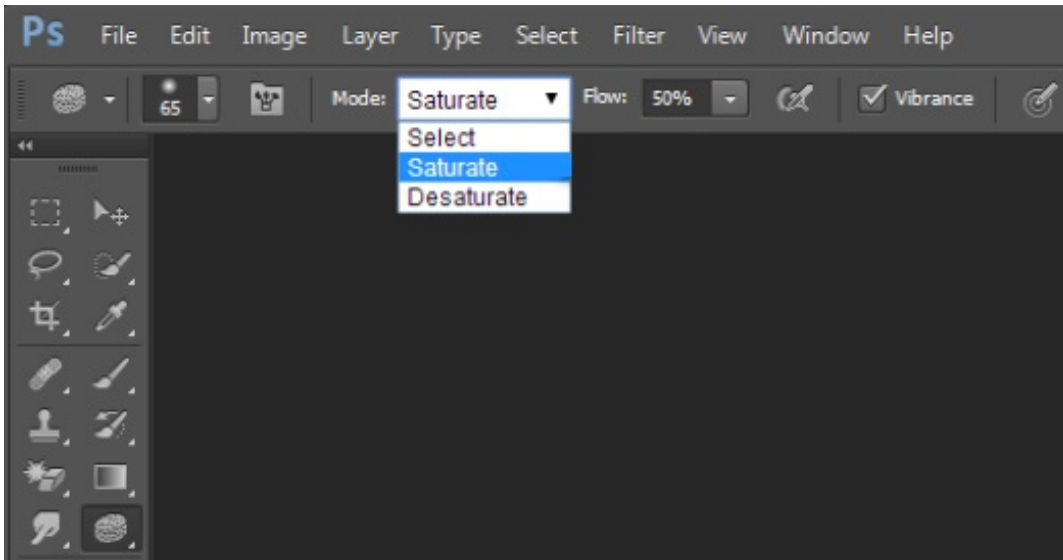 Ps File Edit Image Layer Type Select Filter View Window Help
65 Mode: Saturate Flow: 50% Vibrance
Select
Saturate
Desaturate